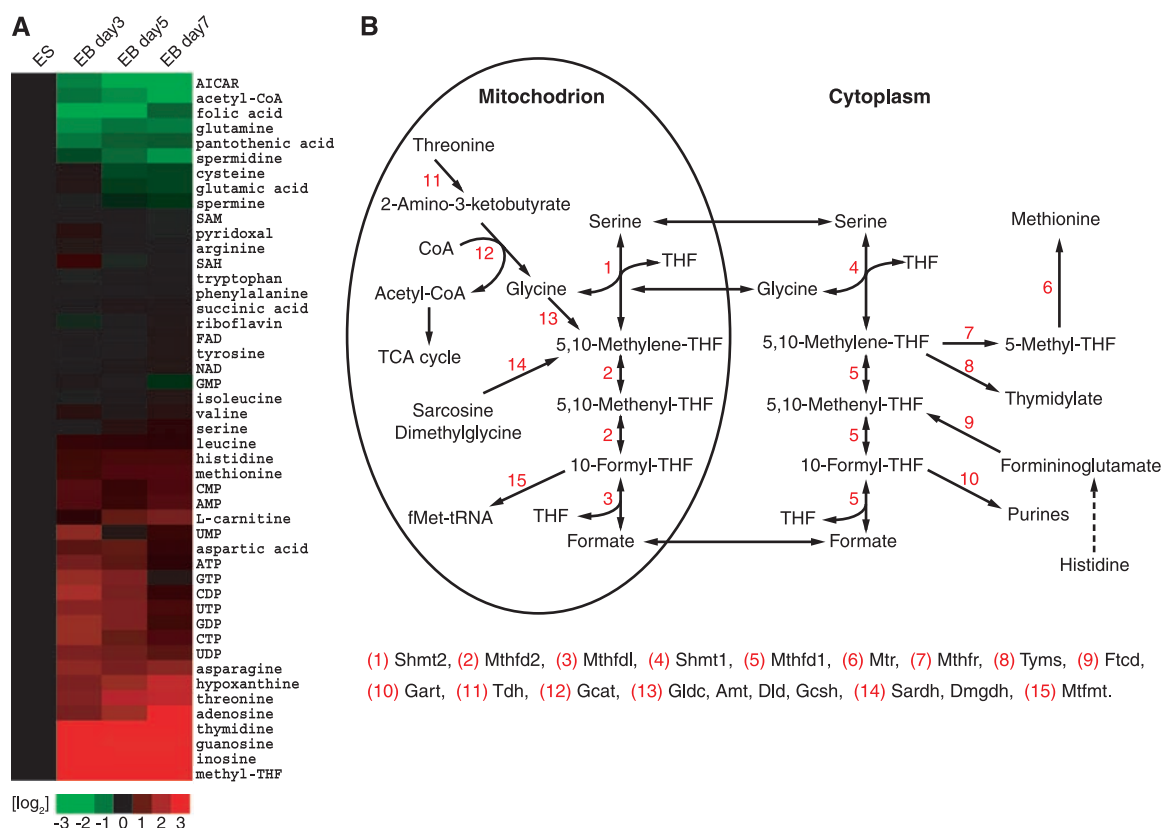 A
ES
EB day3
EB day5
EB day7
AICAR
acetyl-CoA
folic acid
glutamine
pantothenic acid
spermidine
cysteine
glutamic acid
spermine
SAM
pyridoxal
arginine
SAH
tryptophan
phenylalanine
succinic acid
riboflavin
FAD
tyrosine
NAD
GMP
isoleucine
valine
serine
leucine
histidine
methionine
CMP
AMP
L-carnitine
UMP
aspartic acid
ATP
GTP
CDP
UTP
GDP
CTP
UDP
asparagine
hypoxanthine
threonine
adenosine
thymidine
guanosine
inosine
methyl-THF
[log2]
-3 -2 -1 0 1 2 3
B
Mitochodrion
Cytoplasm
Threonine
11
2-Amino-3-ketobutyrate
CoA
12
Acetyl-CoA
TCA cycle
Glycine
13
Serine
1
THF
5,10-Methylene-THF
14
Sarcosine
Dimethylglycine
2
5,10-Methenyl-THF
2
10-Formyl-THF
15
fMet-tRNA
3
THF
Formate
Serine
4
THF
Glycine
5,10-Methylene-THF
5
5,10-Methenyl-THF
5
10-Formyl-THF
5
THF
Formate
Methionine
6
7
5-Methyl-THF
8
Thymidylate
9
Formininoglutamate
10
Purines
Histidine
(1) Shmt2, (2) Mthfd2, (3) Mthfdl, (4) Shmt1, (5) Mthfd1, (6) Mtr, (7) Mthfr, (8) Tyms, (9) Ftcd,
(10) Gart, (11) Tdh, (12) Gcat, (13) Gldc, Amt, Dld, Gcsh, (14) Sardh, Dmgdh, (15) Mtfmt.